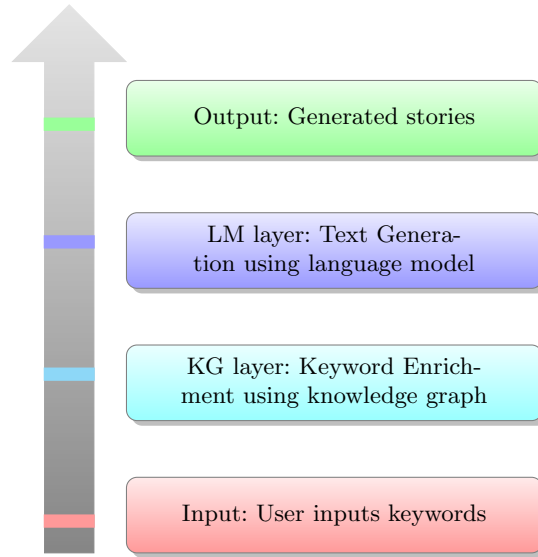 Output: Generated stories
LM layer: Text Genera-
tion using language model
KG layer: Keyword Enrich-
ment using knowledge graph
Input: User inputs keywords